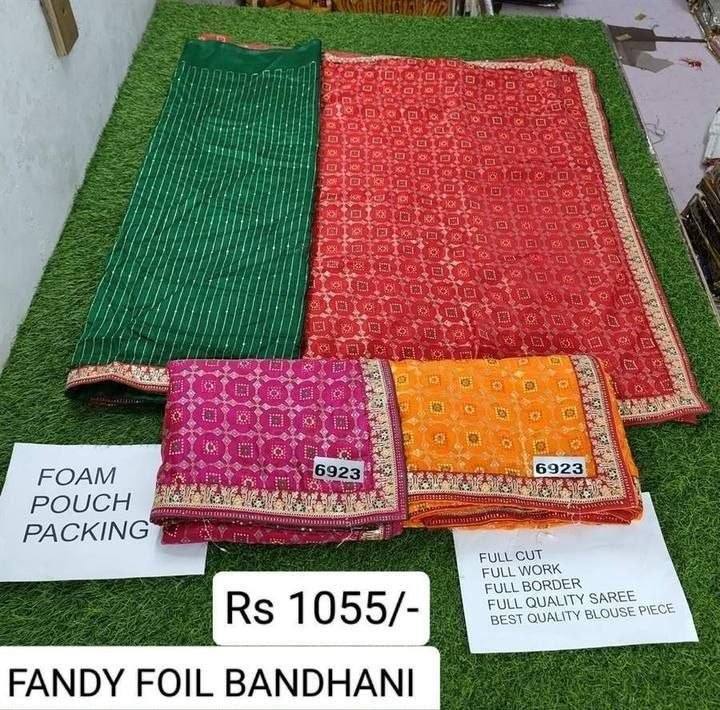 6923
6923
FOAM
POUCH
PACKING
FULL CUT
FULL WORK
FULL BORDER
FULL QUALITY SAREE
BEST QUALITY BLOUSE PIECE
Rs 1055/-
FANDY FOIL BANDHANI